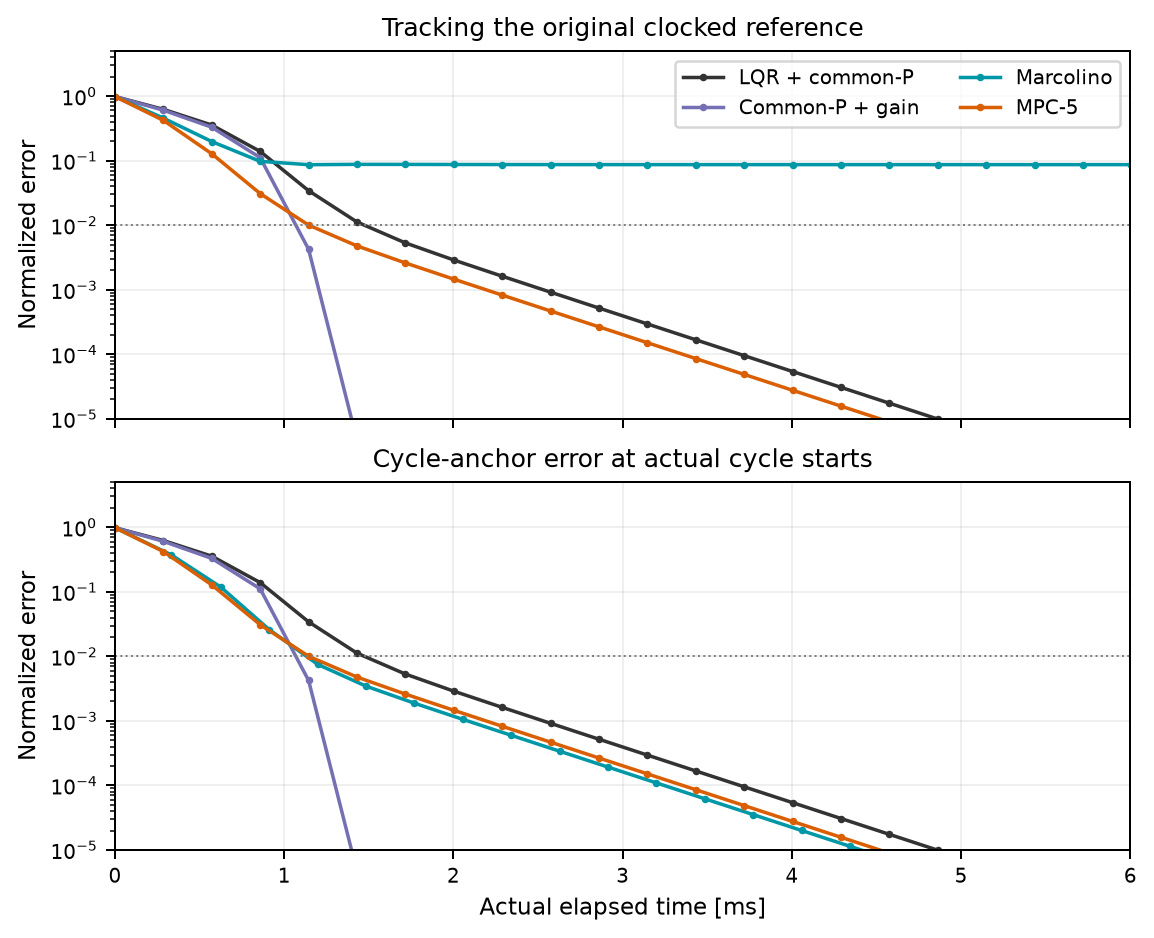 Tracking the original clocked reference
Normalized error
10⁰
10⁻¹
10⁻²
10⁻³
10⁻⁴
10⁻⁵
LQR + common-P
Common-P + gain
Marcolino
MPC-5
Cycle-anchor error at actual cycle starts
Normalized error
10⁰
10⁻¹
10⁻²
10⁻³
10⁻⁴
10⁻⁵
0 1 2 3 4 5 6
Actual elapsed time [ms]